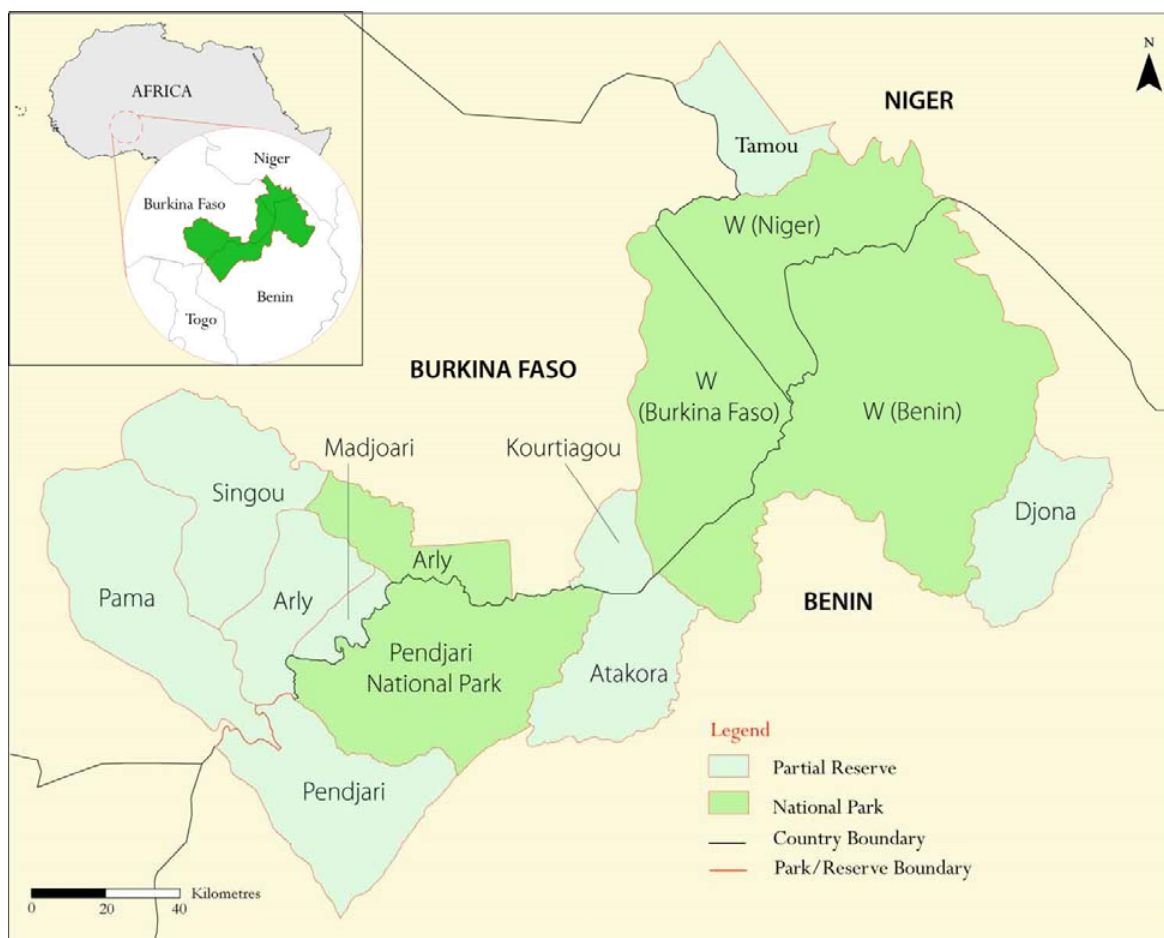 AFRICA
Niger
Burkina Faso
Benin
Togo
N
NIGER
Tamou
W (Niger)
BURKINA FASO
W
(Burkina Faso)
W (Benin)
Madjoari
Kourtiagou
Singou
Djona
Arly
Pama
Arly
BENIN
Pendjari
National Park
Atakora
Pendjari
Legend
Partial Reserve
National Park
Country Boundary
Park/Reserve Boundary
Kilometres
0 20 40